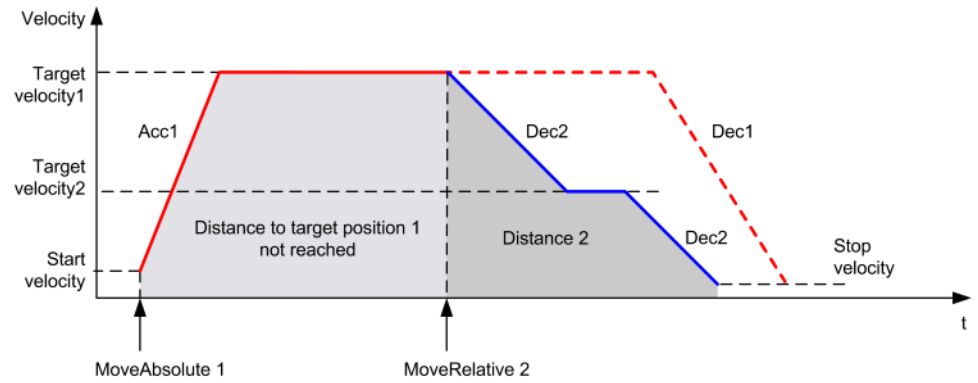 Velocity
Target
velocity1
Acc1
Dec2
Dec1
Target
velocity2
Distance to target position 1
not reached
Distance 2
Dec2
Start
velocity
Stop
velocity
t
MoveAbsolute 1
MoveRelative 2